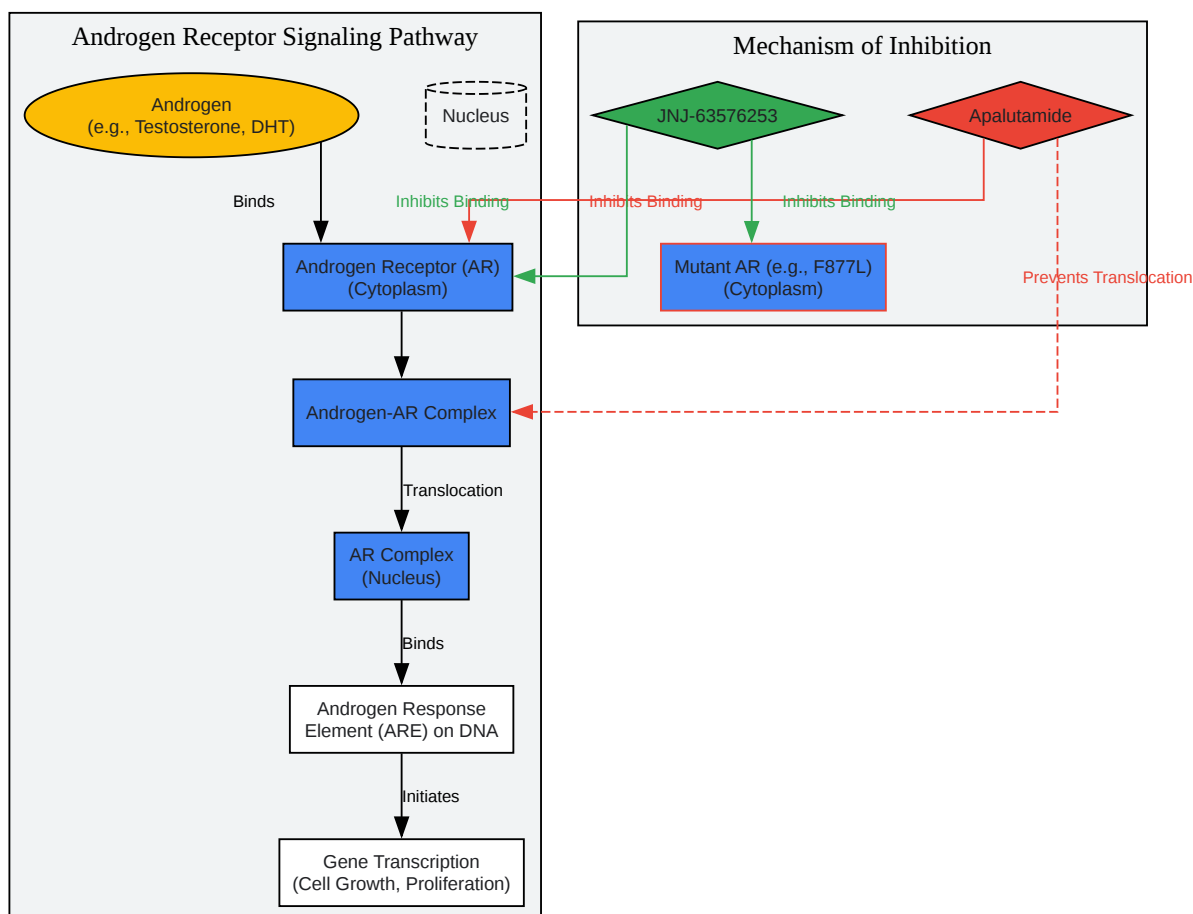 Androgen Receptor Signaling Pathway
Mechanism of Inhibition
Androgen
(e.g., Testosterone, DHT)
Nucleus
JNJ-63576253
Apalutamide
Binds
Inhibits Binding
Inhibits Binding
Inhibits Binding
Androgen Receptor (AR)
(Cytoplasm)
Mutant AR (e.g., F877L)
(Cytoplasm)
Prevents Translocation
Androgen-AR Complex
Translocation
AR Complex
(Nucleus)
Binds
Androgen Response
Element (ARE) on DNA
Initiates
Gene Transcription
(Cell Growth, Proliferation)